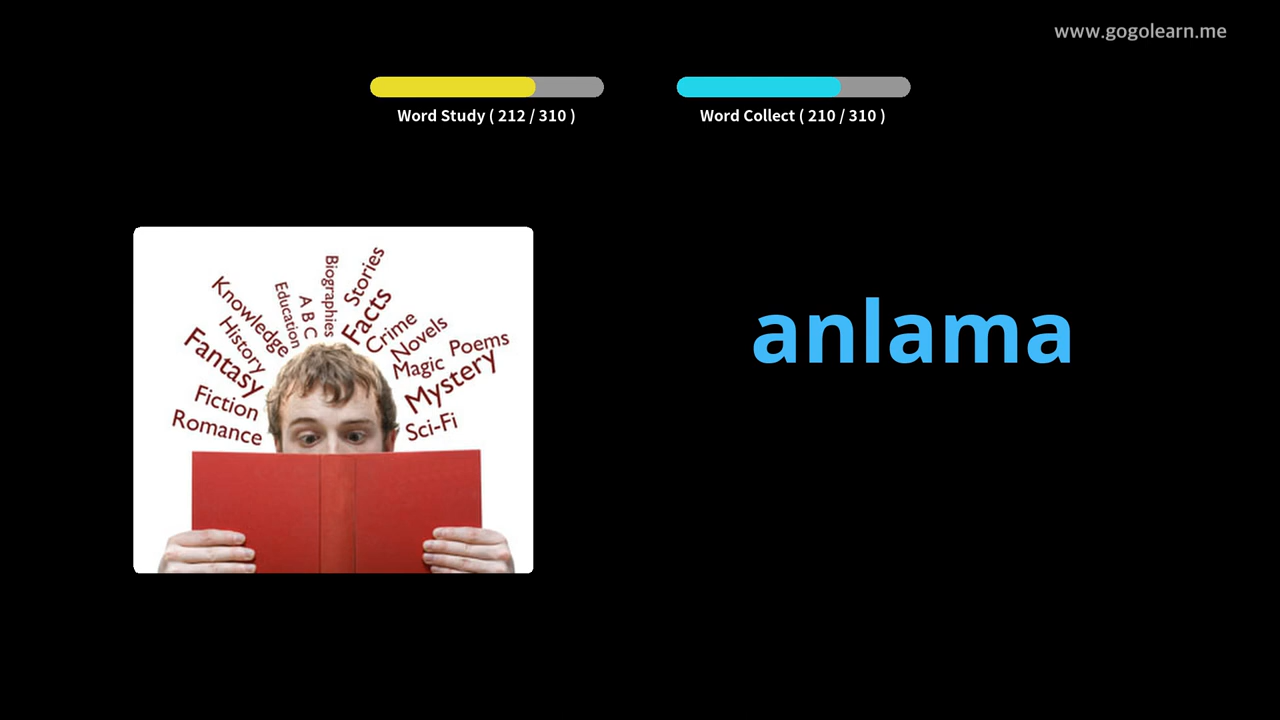 www.gogolearn.me
Word Study ( 212 / 310 )
Word Collect ( 210 / 310 )
Knowledge
History
Fantasy
Fiction
Romance
Education
A B C
Biographies
Stories
Facts
Crime
Novels
Magic
Poems
Mystery
Sci-Fi
anlama